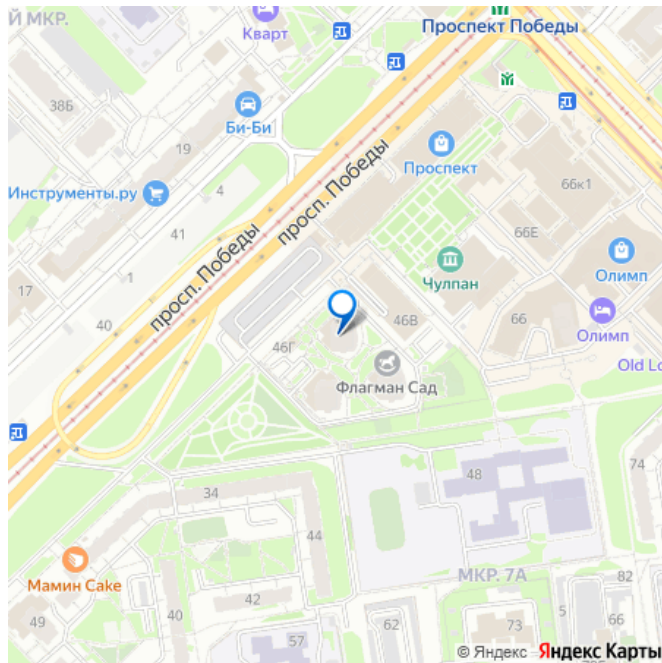 Й МКР.
Кварт
Проспект Победы
38Б
Би-Би
19
просп. Победы
Проспект
Инструменты.ру
4
66к1
41
66Е
просп. Победы
Чулпан
Олимп
1
17
40
46В
66
46Г
Олимп
Флагман Сад
Old Lo
48
74
34
44
Мамин Cake
МКР. 7А
82
42
40
49
62
73
5
66
57
© Яндекс Яндекс Карты